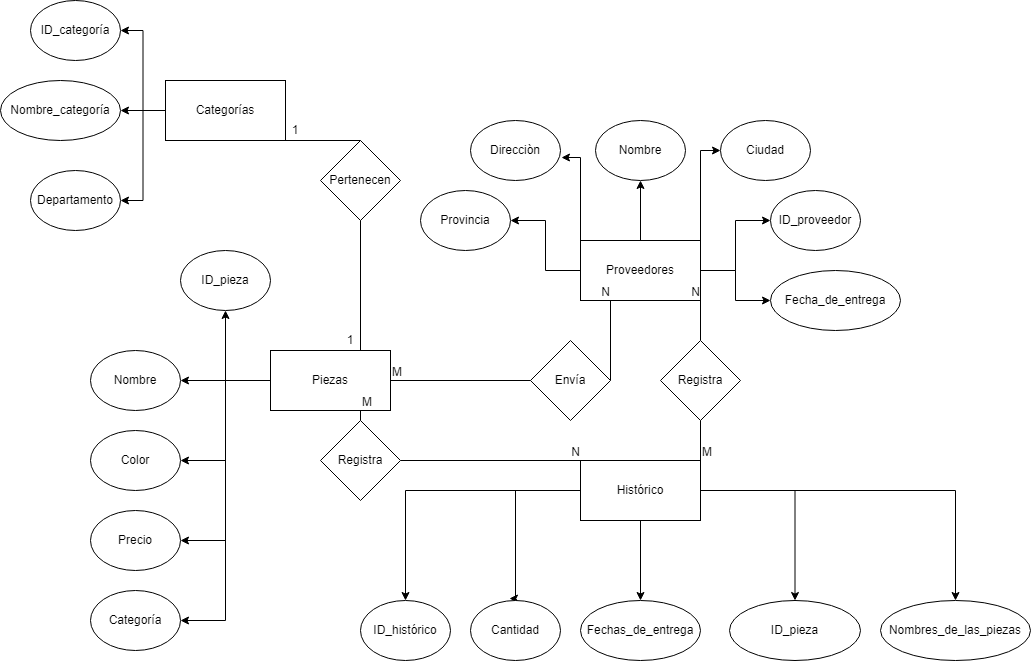 ID_categoría
Nombre_categoría
Categorías
1
Departamento
Pertenecen
Direcciòn
Nombre
Ciudad
Provincia
ID_proveedor
Proveedores
N
N
Fecha_de_entrega
ID_pieza
1
Nombre
Piezas
M
M
Envía
Registra
Color
Registra
N
M
Histórico
Precio
Categoría
ID_histórico
Cantidad
Fechas_de_entrega
ID_pieza
Nombres_de_las_piezas